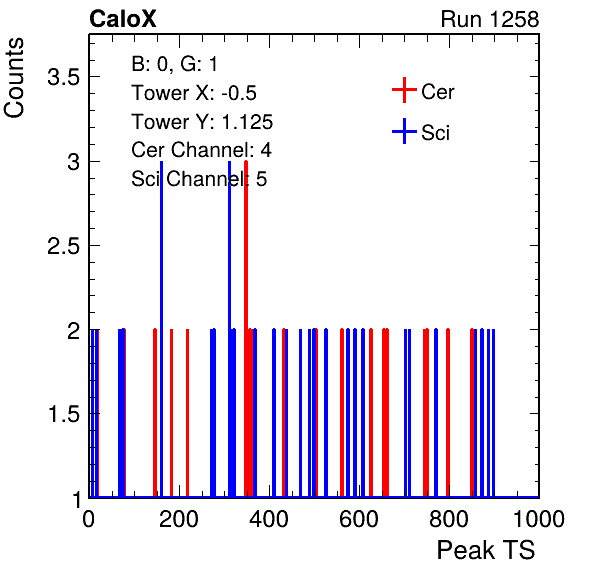 CaloX Run 1258
Counts
B: 0, G: 1
Tower X: -0.5
Tower Y: 1.125
Cer Channel: 4
Sci Channel: 5
Cer
Sci
3.5
3
2.5
2
1.5
1
0 200 400 600 800 1000
Peak TS